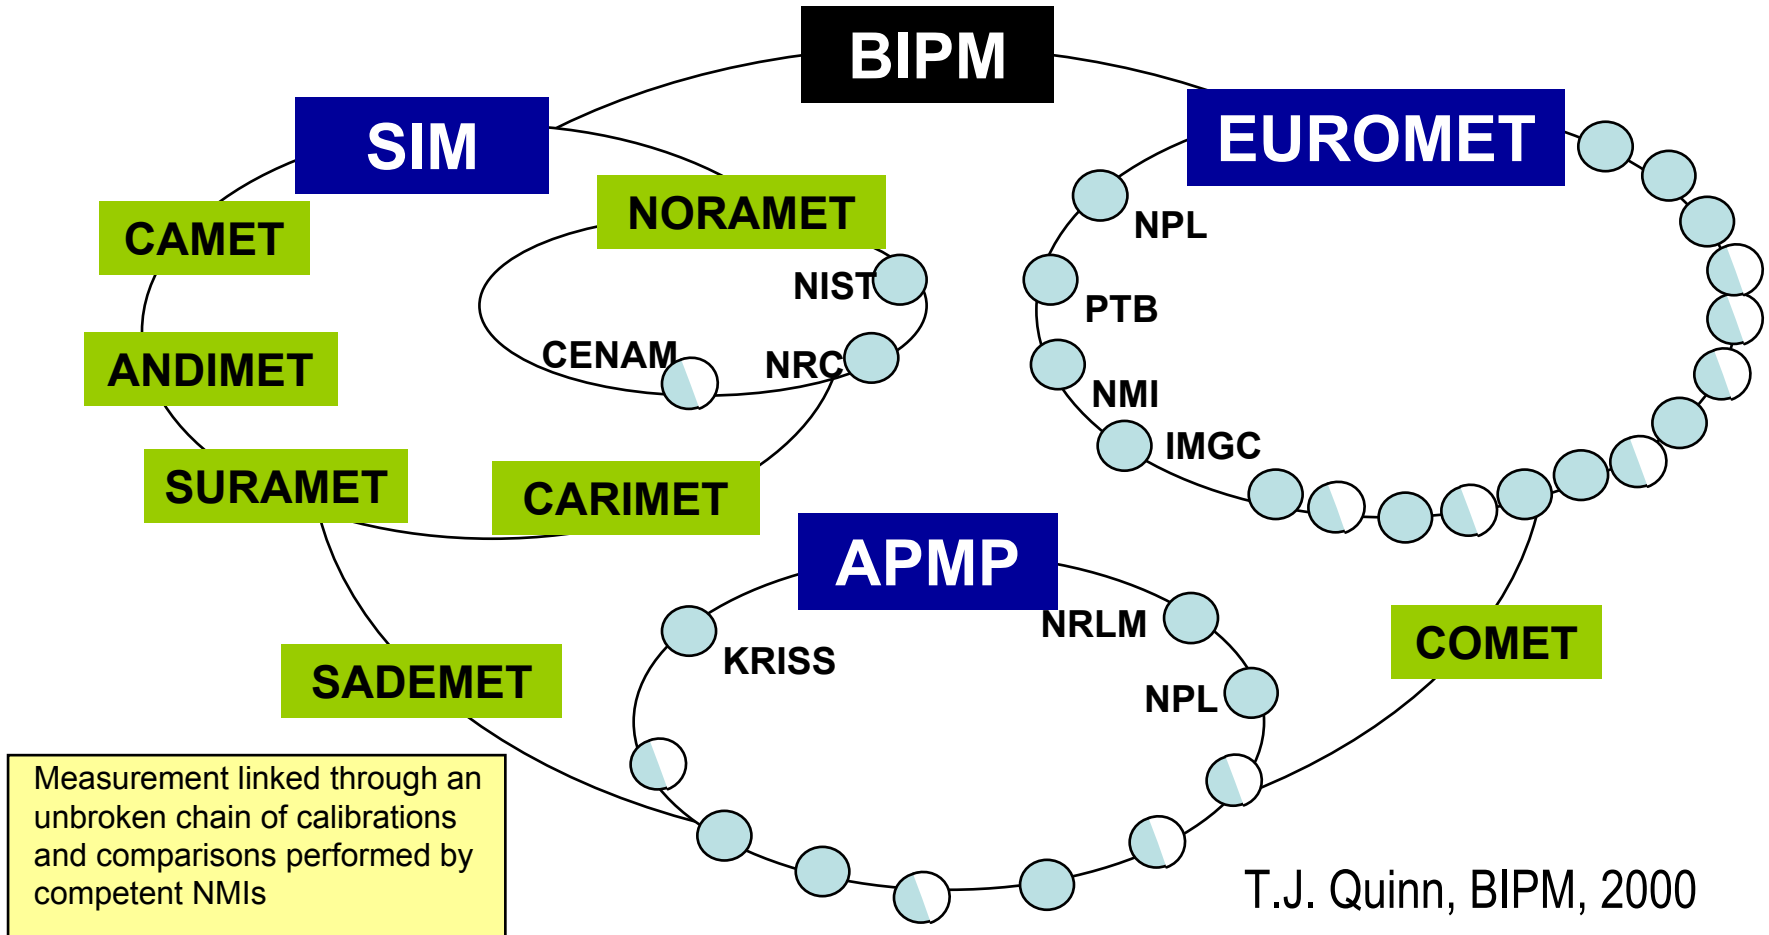 BIPM
SIM
EUROMET
NORAMET
CAMET
NPL
NIST
PTB
ANDIMET
CENAM
NRC
NMI
IMGC
SURAMET
CARIMET
APMP
NRLM
KRISS
COMET
SADEMET
NPL
Measurement linked through an
unbroken chain of calibrations
and comparisons performed by
competent NMIs
T.J. Quinn, BIPM, 2000